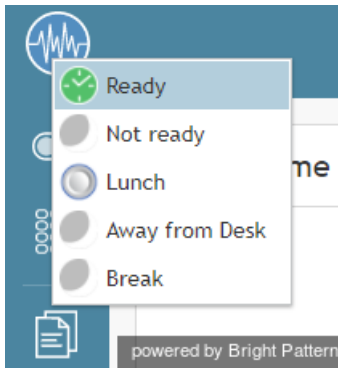 Ready
Not ready
me
Lunch
Away from Desk
Break
powered by Bright Pattern